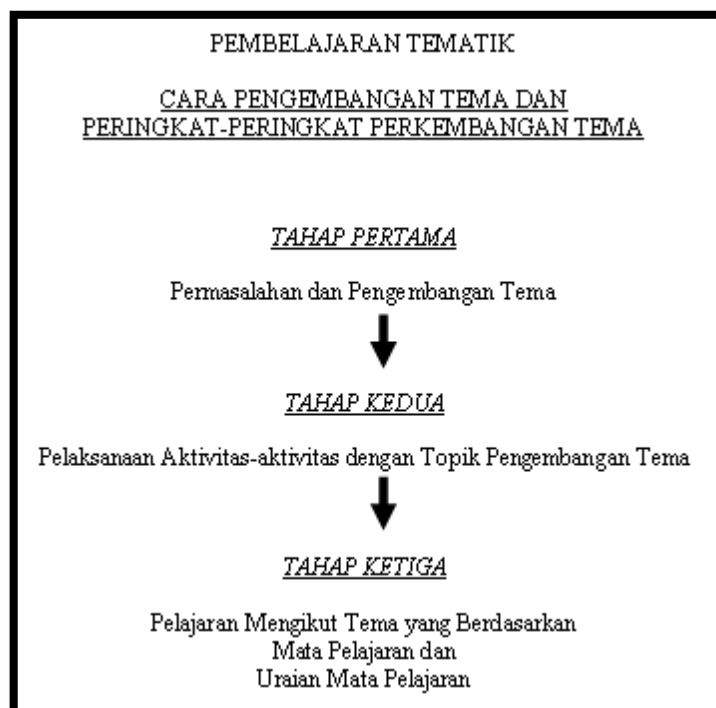 PEMBELAJARAN TEMATIK
CARA PENGEMBANGAN TEMA DAN
PERINGKAT-PERINGKAT PERKEMBANGAN TEMA
TAHAP PERTAMA
Permasalahan dan Pengembangan Tema
TAHAP KEDUA
Pelaksanaan Aktivitas-aktivitas dengan Topik Pengembangan Tema
TAHAP KETIGA
Pelajaran Mengikut Tema yang Berdasarkan
Mata Pelajaran dan
Uraian Mata Pelajaran